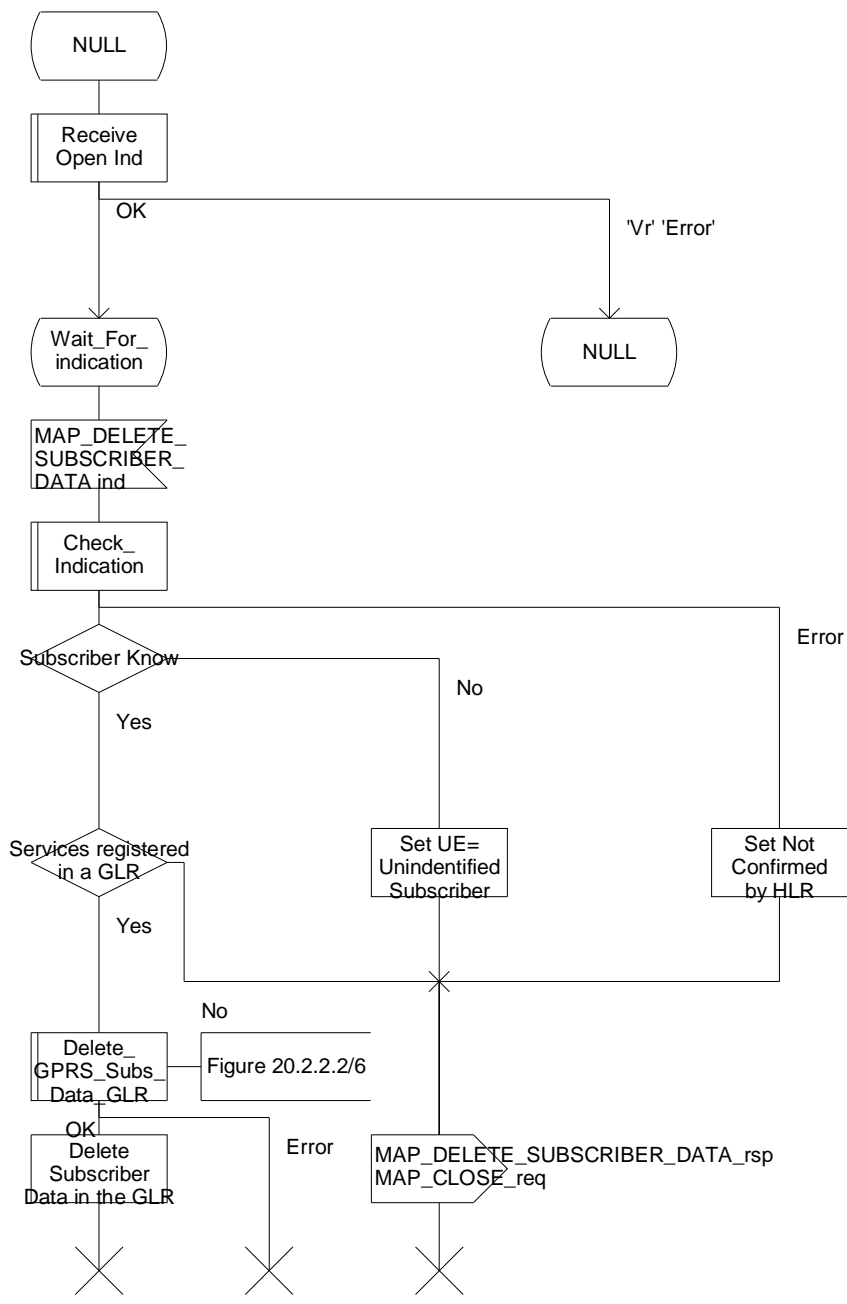 NULL
Receive
Open Ind
OK
'Vr' 'Error'
Wait_For_
indication
NULL
MAP_DELETE_
SUBSCRIBER_
DATA ind
Check_
Indication
Error
Subscriber Know
No
Yes
Services registered
in a GLR
Set UE=
Unindentified
Subscriber
Set Not
Confirmed
by HLR
Yes
No
Delete_
GPRS_Subs_
Data_GLR
Figure 20.2.2.2/6
OK
Error
Delete
Subscriber
Data in the GLR
MAP_DELETE_SUBSCRIBER_DATA_rsp
MAP_CLOSE_req